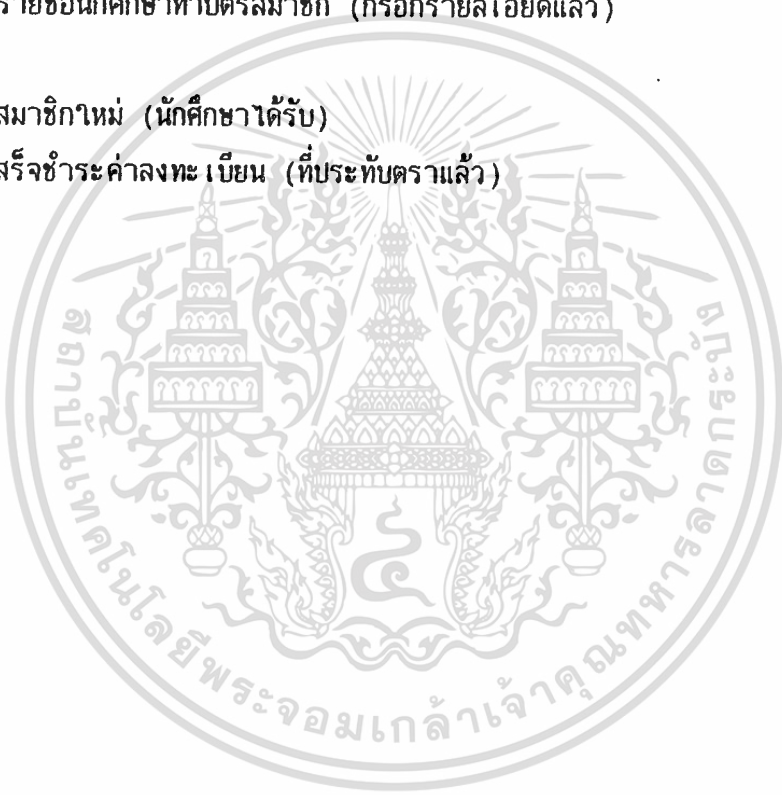 รายชื่อนักศึกษาทำบัตรสมาชิก (กรอกรายละเอียดแล้ว)
สมาชิกใหม่ (นักศึกษาได้รับ)
เสร็จชำระค่าลงทะเบียน (ที่ประทับตราแล้ว)
สถาบันเทคโนโลยีพระจอมเกล้าเจ้าคุณทหารลาดกระบัง